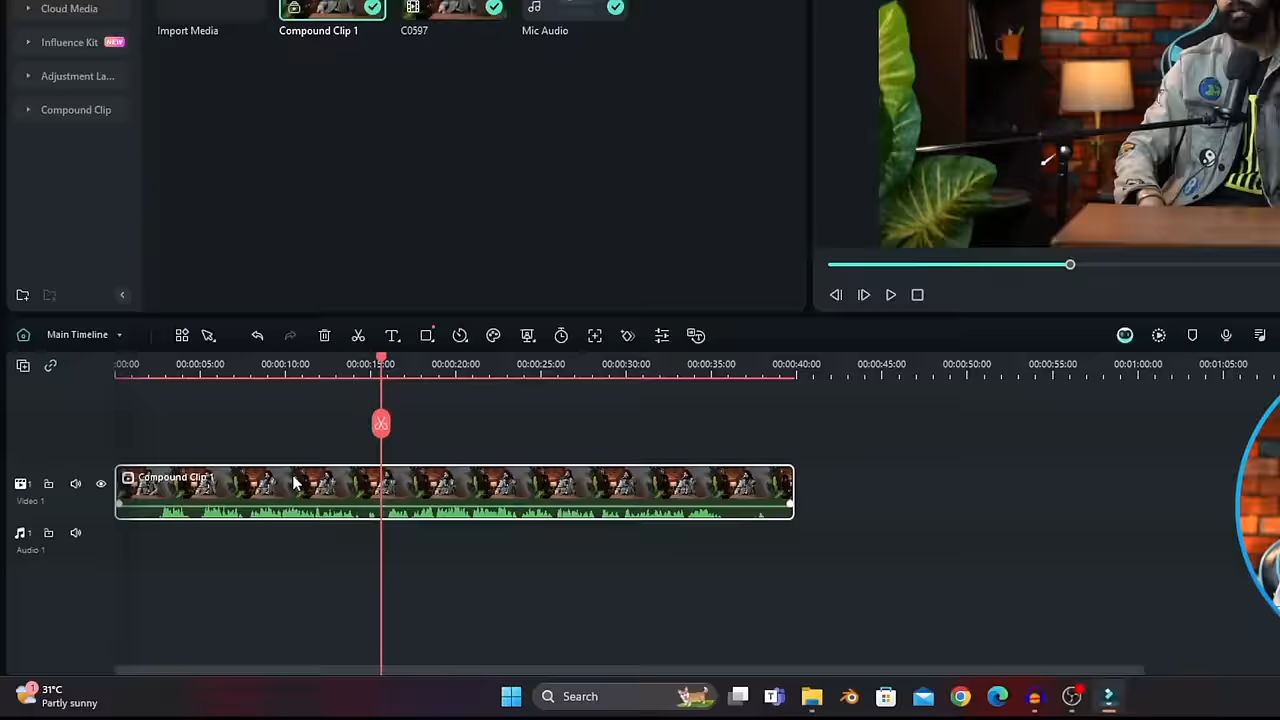 Cloud Media
Influence Kit NEW
Adjustment La...
Compound Clip
Import Media
Compound Clip 1
C0597
Mic Audio
Main Timeline
:00:00 00:00:05:00 00:00:10:00 00:00:15:00 00:00:20:00 00:00:25:00 00:00:30:00 00:00:35:00 00:00:40:00 00:00:45:00 00:00:50:00 00:00:55:00 00:01:00:00 00:01:05:00
Compound Clip 1
1
Video 1
1
Audio 1
1
31°C
Partly sunny
Search